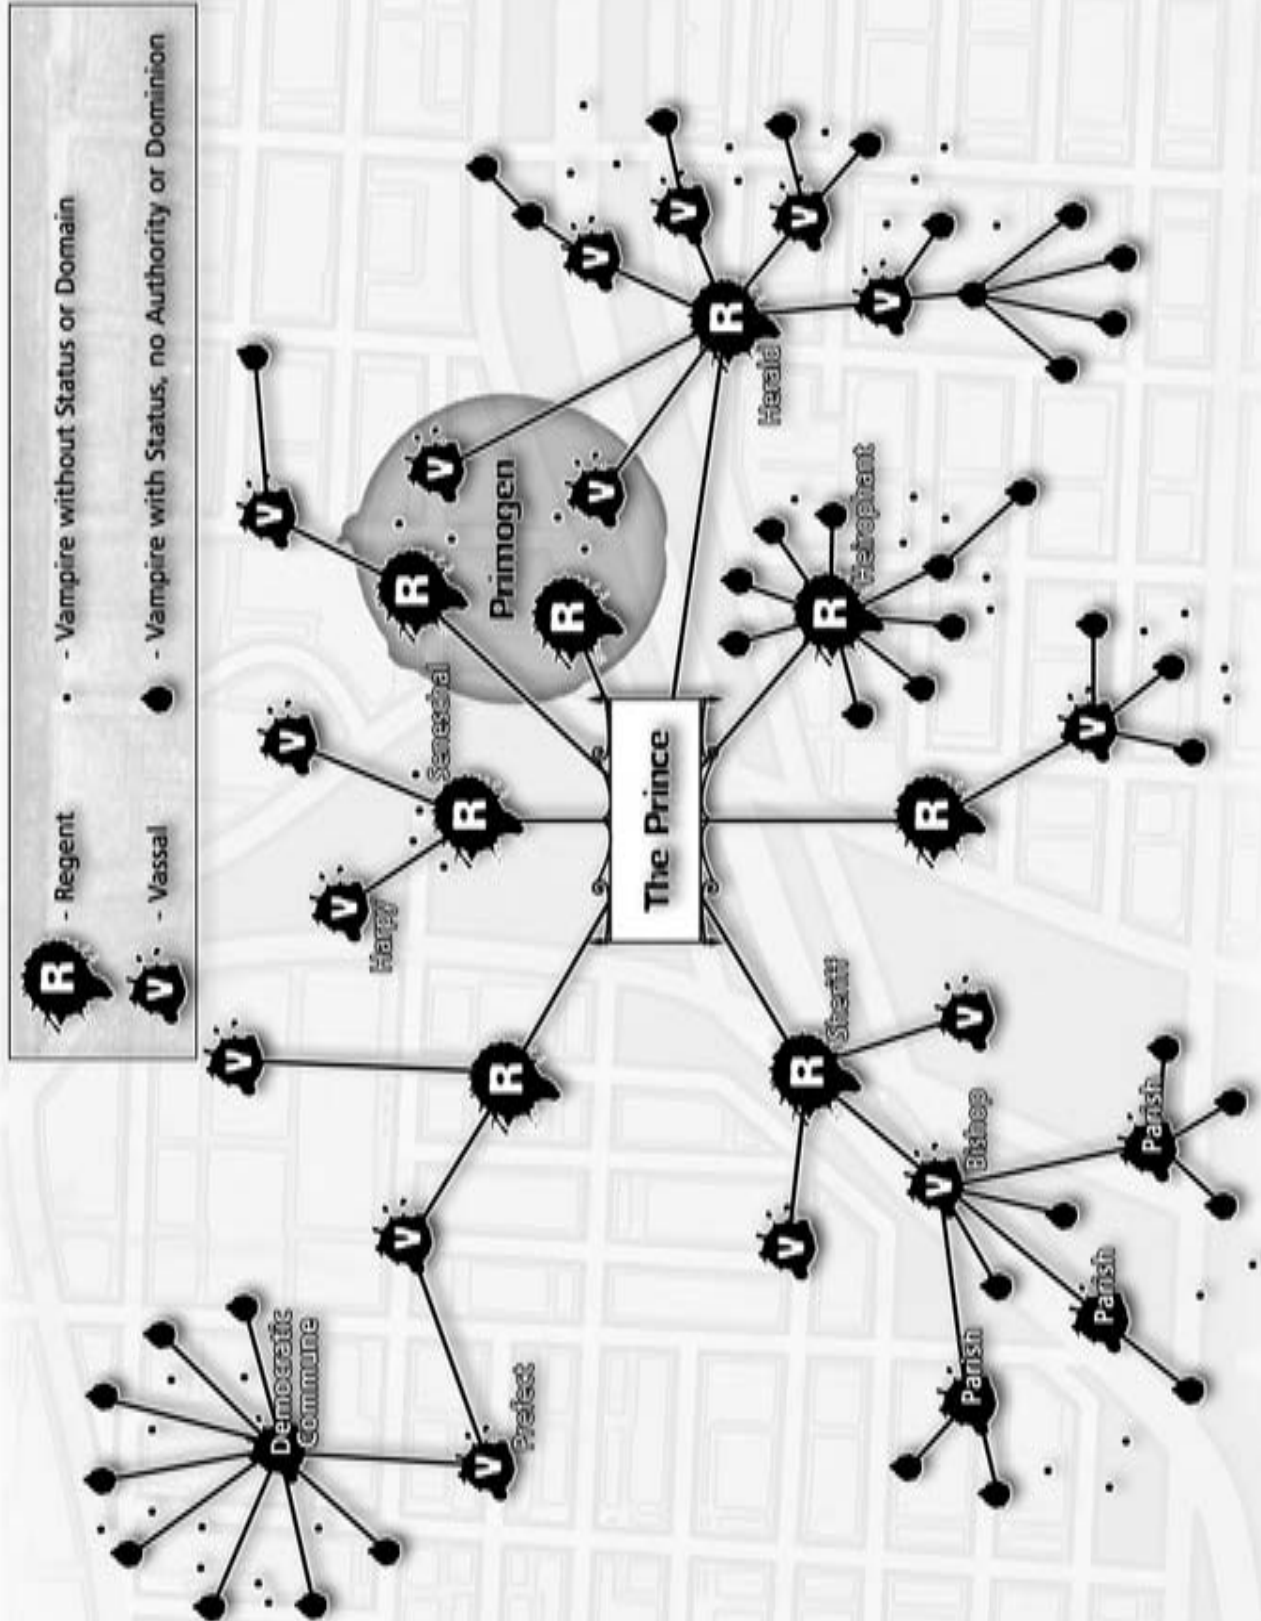 R - Regent
- Vampire without Status or Domain
V - Vassal
- Vampire with Status, no Authority or Dominion
V
V
Democratic
Commune
V
V
Harpy
V
R
V
Seneschal
R
V
Primogen
R
Prefect
R
V
V
The Prince
V
R
Herald
V
V
R
R
Sheriff
Heirophant
V
R
V
V
Parish
Bishop
V
Parish
Parish